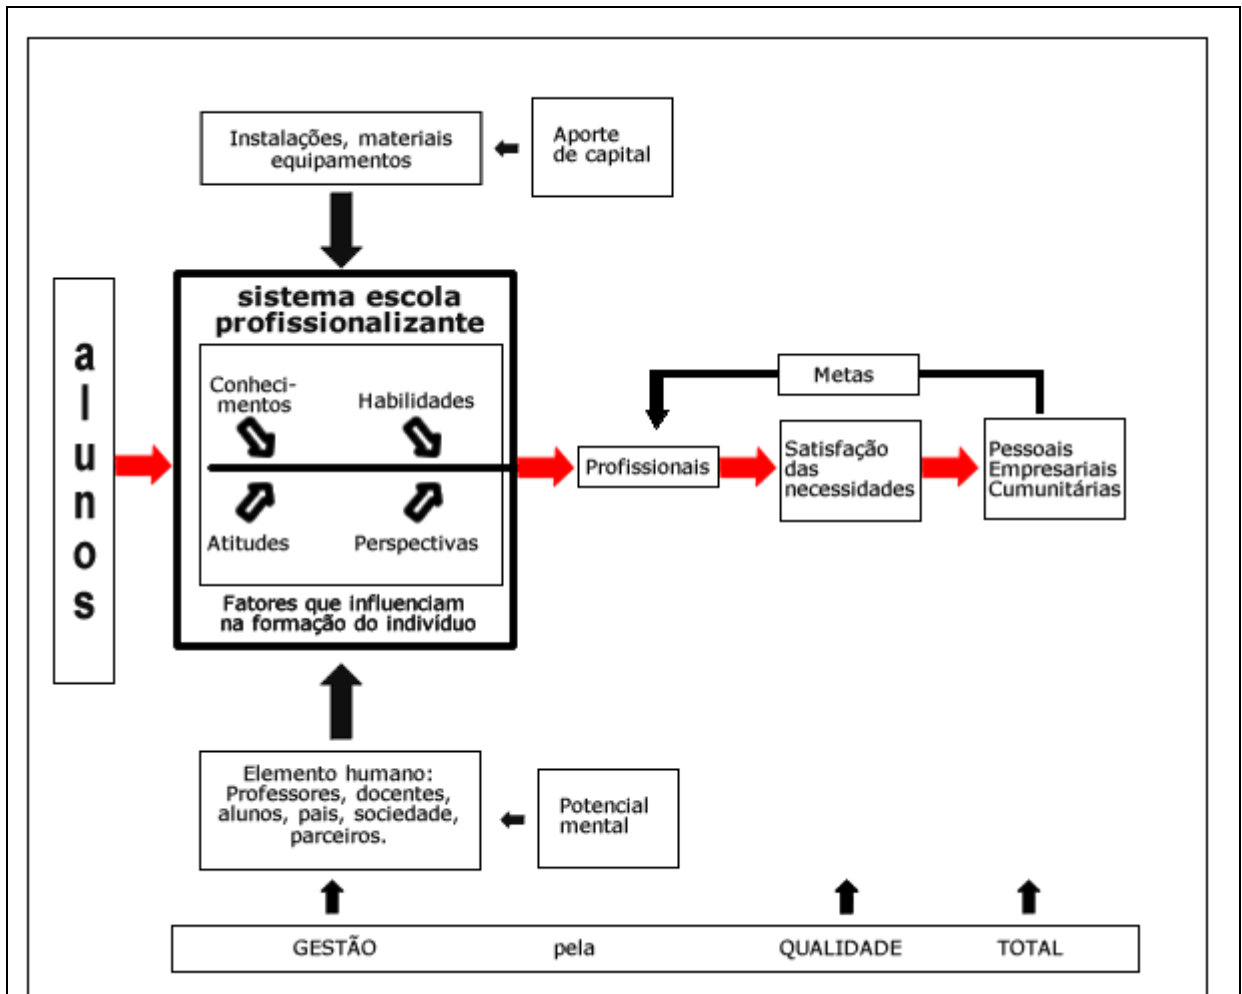 Instalações, materiais
equipamentos
Aporte
de capital
sistema escola
profissionalizante
alunos
Conheci-
mentos
Habilidades
Atitudes
Perspectivas
Fatores que influenciam
na formação do indivíduo
Metas
Profissionais
Satisfação
das
necessidades
Pessoais
Empresariais
Cumunitárias
Elemento humano:
Professores, docentes,
alunos, pais, sociedade,
parceiros.
Potencial
mental
GESTÃO pela QUALIDADE TOTAL